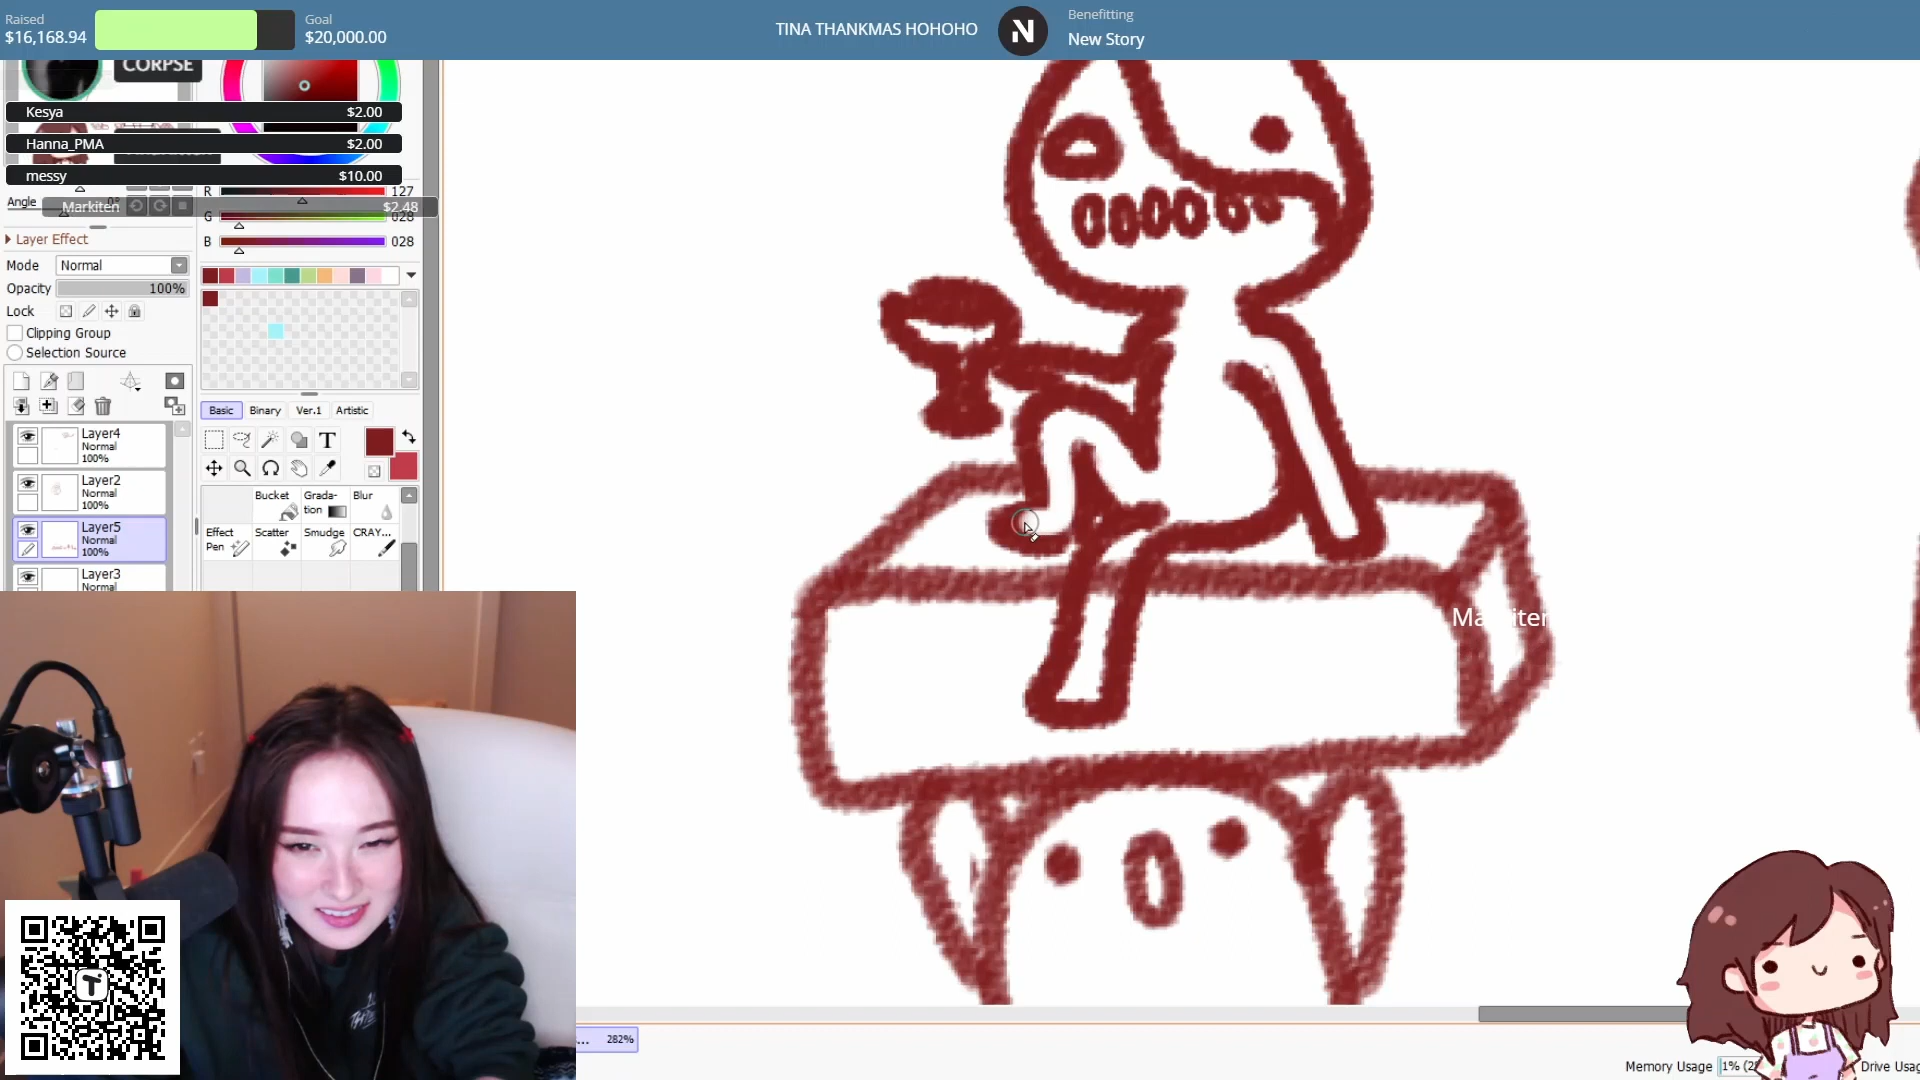 Raised
$16,168.94
Goal
$20,000.00
TINA THANKMAS HOHOHO
N
Benefitting
New Story
CORPSE
Kesya $2.00
Hanna_PMA $2.00
messy $10.00
Markiten $2.48
Angle
R 127
G 028
B 028
Layer Effect
Mode Normal
Opacity 100%
Lock
Clipping Group
Selection Source
Basic Binary Ver.1 Artistic
T
Layer4
Normal
100%
Layer2
Normal
100%
Layer5
Normal
100%
Layer3
Normal
Bucket Grada-
tion Blur
Effect
Pen Scatter Smudge CRAY...
Markiten
T
... 282%
Memory Usage 1%
Drive Usag